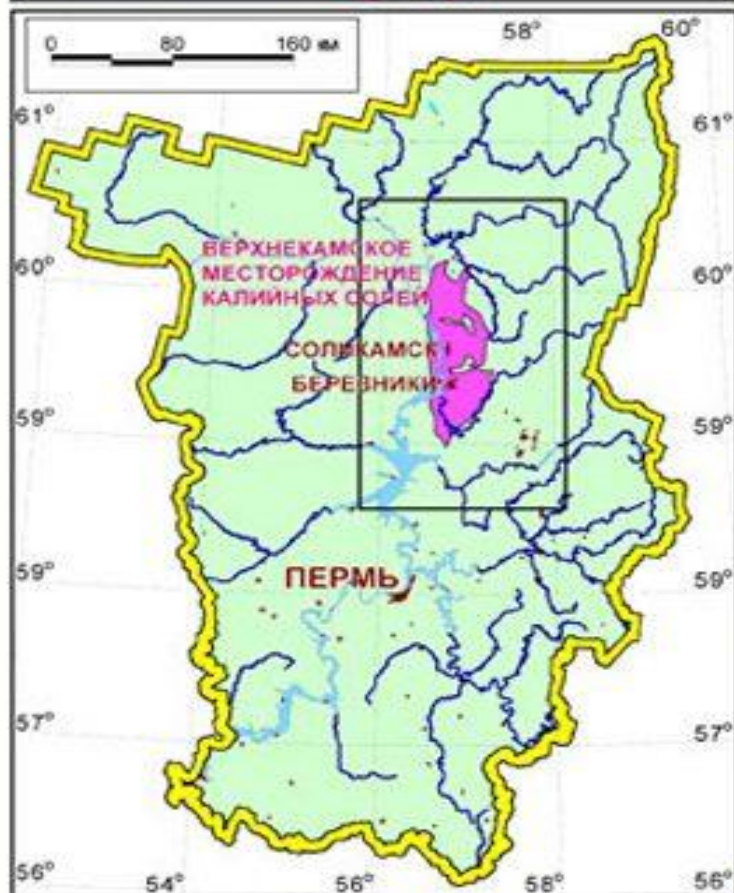 0 80 160 км
58° 60°
61° 61°
ВЕРХНЕКАМСКОЕ
МЕСТОРОЖДЕНИЕ
КАЛИЙНЫХ СОЛЕЙ
60° 60°
СОЛИКАМСК
БЕРЕЗНИКИ
59° 59°
59° 59°
ПЕРМЬ
57° 57°
56° 54° 56° 58° 56°